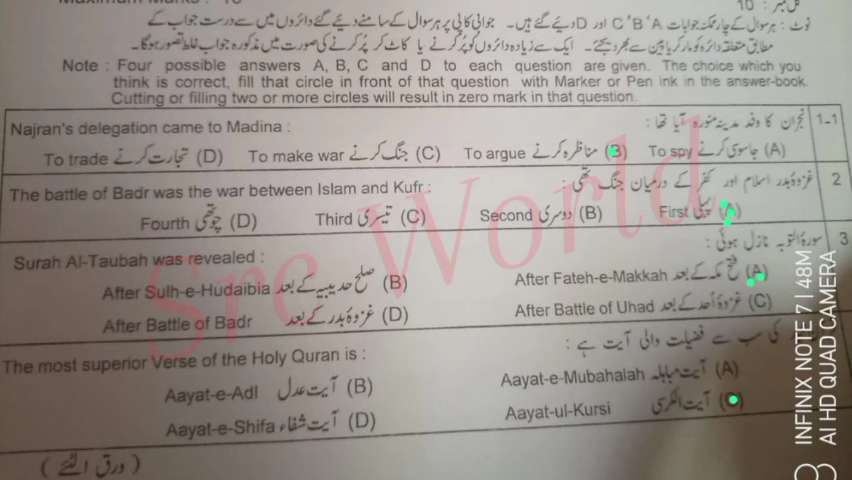 کل نمبر : 10
نوٹ : ہر سوال کے چار ممکنہ جوابات C ' B ' A اور D دیئے گئے ہیں۔ جوابی کاپی پر ہر سوال کے سامنے دیئے گئے دائروں میں سے درست جواب کے
مطابق متعلقہ دائرہ کو مارکر یا پین سے بھر دیجئے۔ ایک سے زیادہ دائروں کو پُر کرنے یا کاٹ کر پُر کرنے کی صورت میں مذکورہ جواب غلط تصور ہو گا۔
Note : Four possible answers A, B, C and D to each question are given. The choice which you
think is correct, fill that circle in front of that question with Marker or Pen ink in the answer-book.
Cutting or filling two or more circles will result in zero mark in that question.
1-1 نجران کا وفد مدینہ منورہ آیا تھا : Najran's delegation came to Madina :
(A) جاسوسی کرنے To spy (B) مناظرہ کرنے To argue (C) جنگ کرنے To make war (D) تجارت کرنے To trade
2 غزوۂ بدر اسلام اور کفر کے درمیان جنگ تھی : The battle of Badr was the war between Islam and Kufr :
(A) پہلی First (B) دوسری Second (C) تیسری Third (D) چوتھی Fourth
3 سورۃ التوبہ نازل ہوئی : Surah Al-Taubah was revealed :
(A) فتح مکہ کے بعد After Fateh-e-Makkah (B) صلح حدیبیہ کے بعد After Sulh-e-Hudaibia
(C) غزوۂ اُحد کے بعد After Battle of Uhad (D) غزوۂ بدر کے بعد After Battle of Badr
کی سب سے فضیلت والی آیت ہے : The most superior Verse of the Holy Quran is :
(A) آیت مباہلہ Aayat-e-Mubahalah (B) آیت عدل Aayat-e-Adl
(C) آیت الکرسی Aayat-ul-Kursi (D) آیت شفاء Aayat-e-Shifa
( ورق الٹئے )
Sre World
INFINIX NOTE 7 | 48M
AI HD QUAD CAMERA